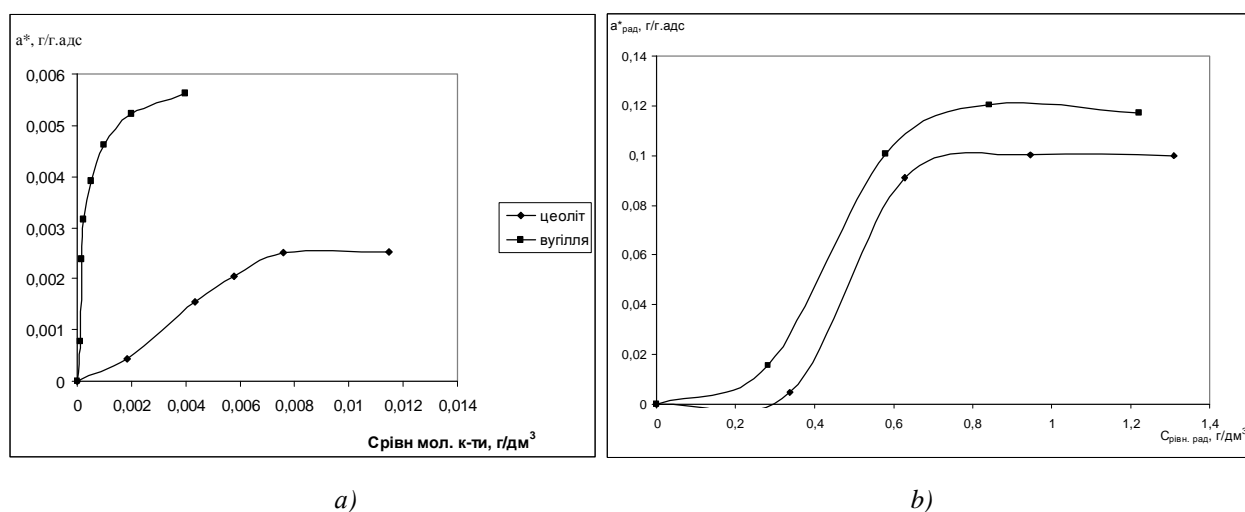 a*, г/г.адс
0,006
0,005
0,004
0,003
0,002
0,001
0
0 0,002 0,004 0,006 0,008 0,01 0,012 0,014
Срівн мол. к-ти, г/дм³
цеоліт
вугілля
a*рад, г/г.адс
0,14
0,12
0,1
0,08
0,06
0,04
0,02
0
0 0,2 0,4 0,6 0,8 1 1,2 1,4
Срівн. рад, г/дм³
a) b)